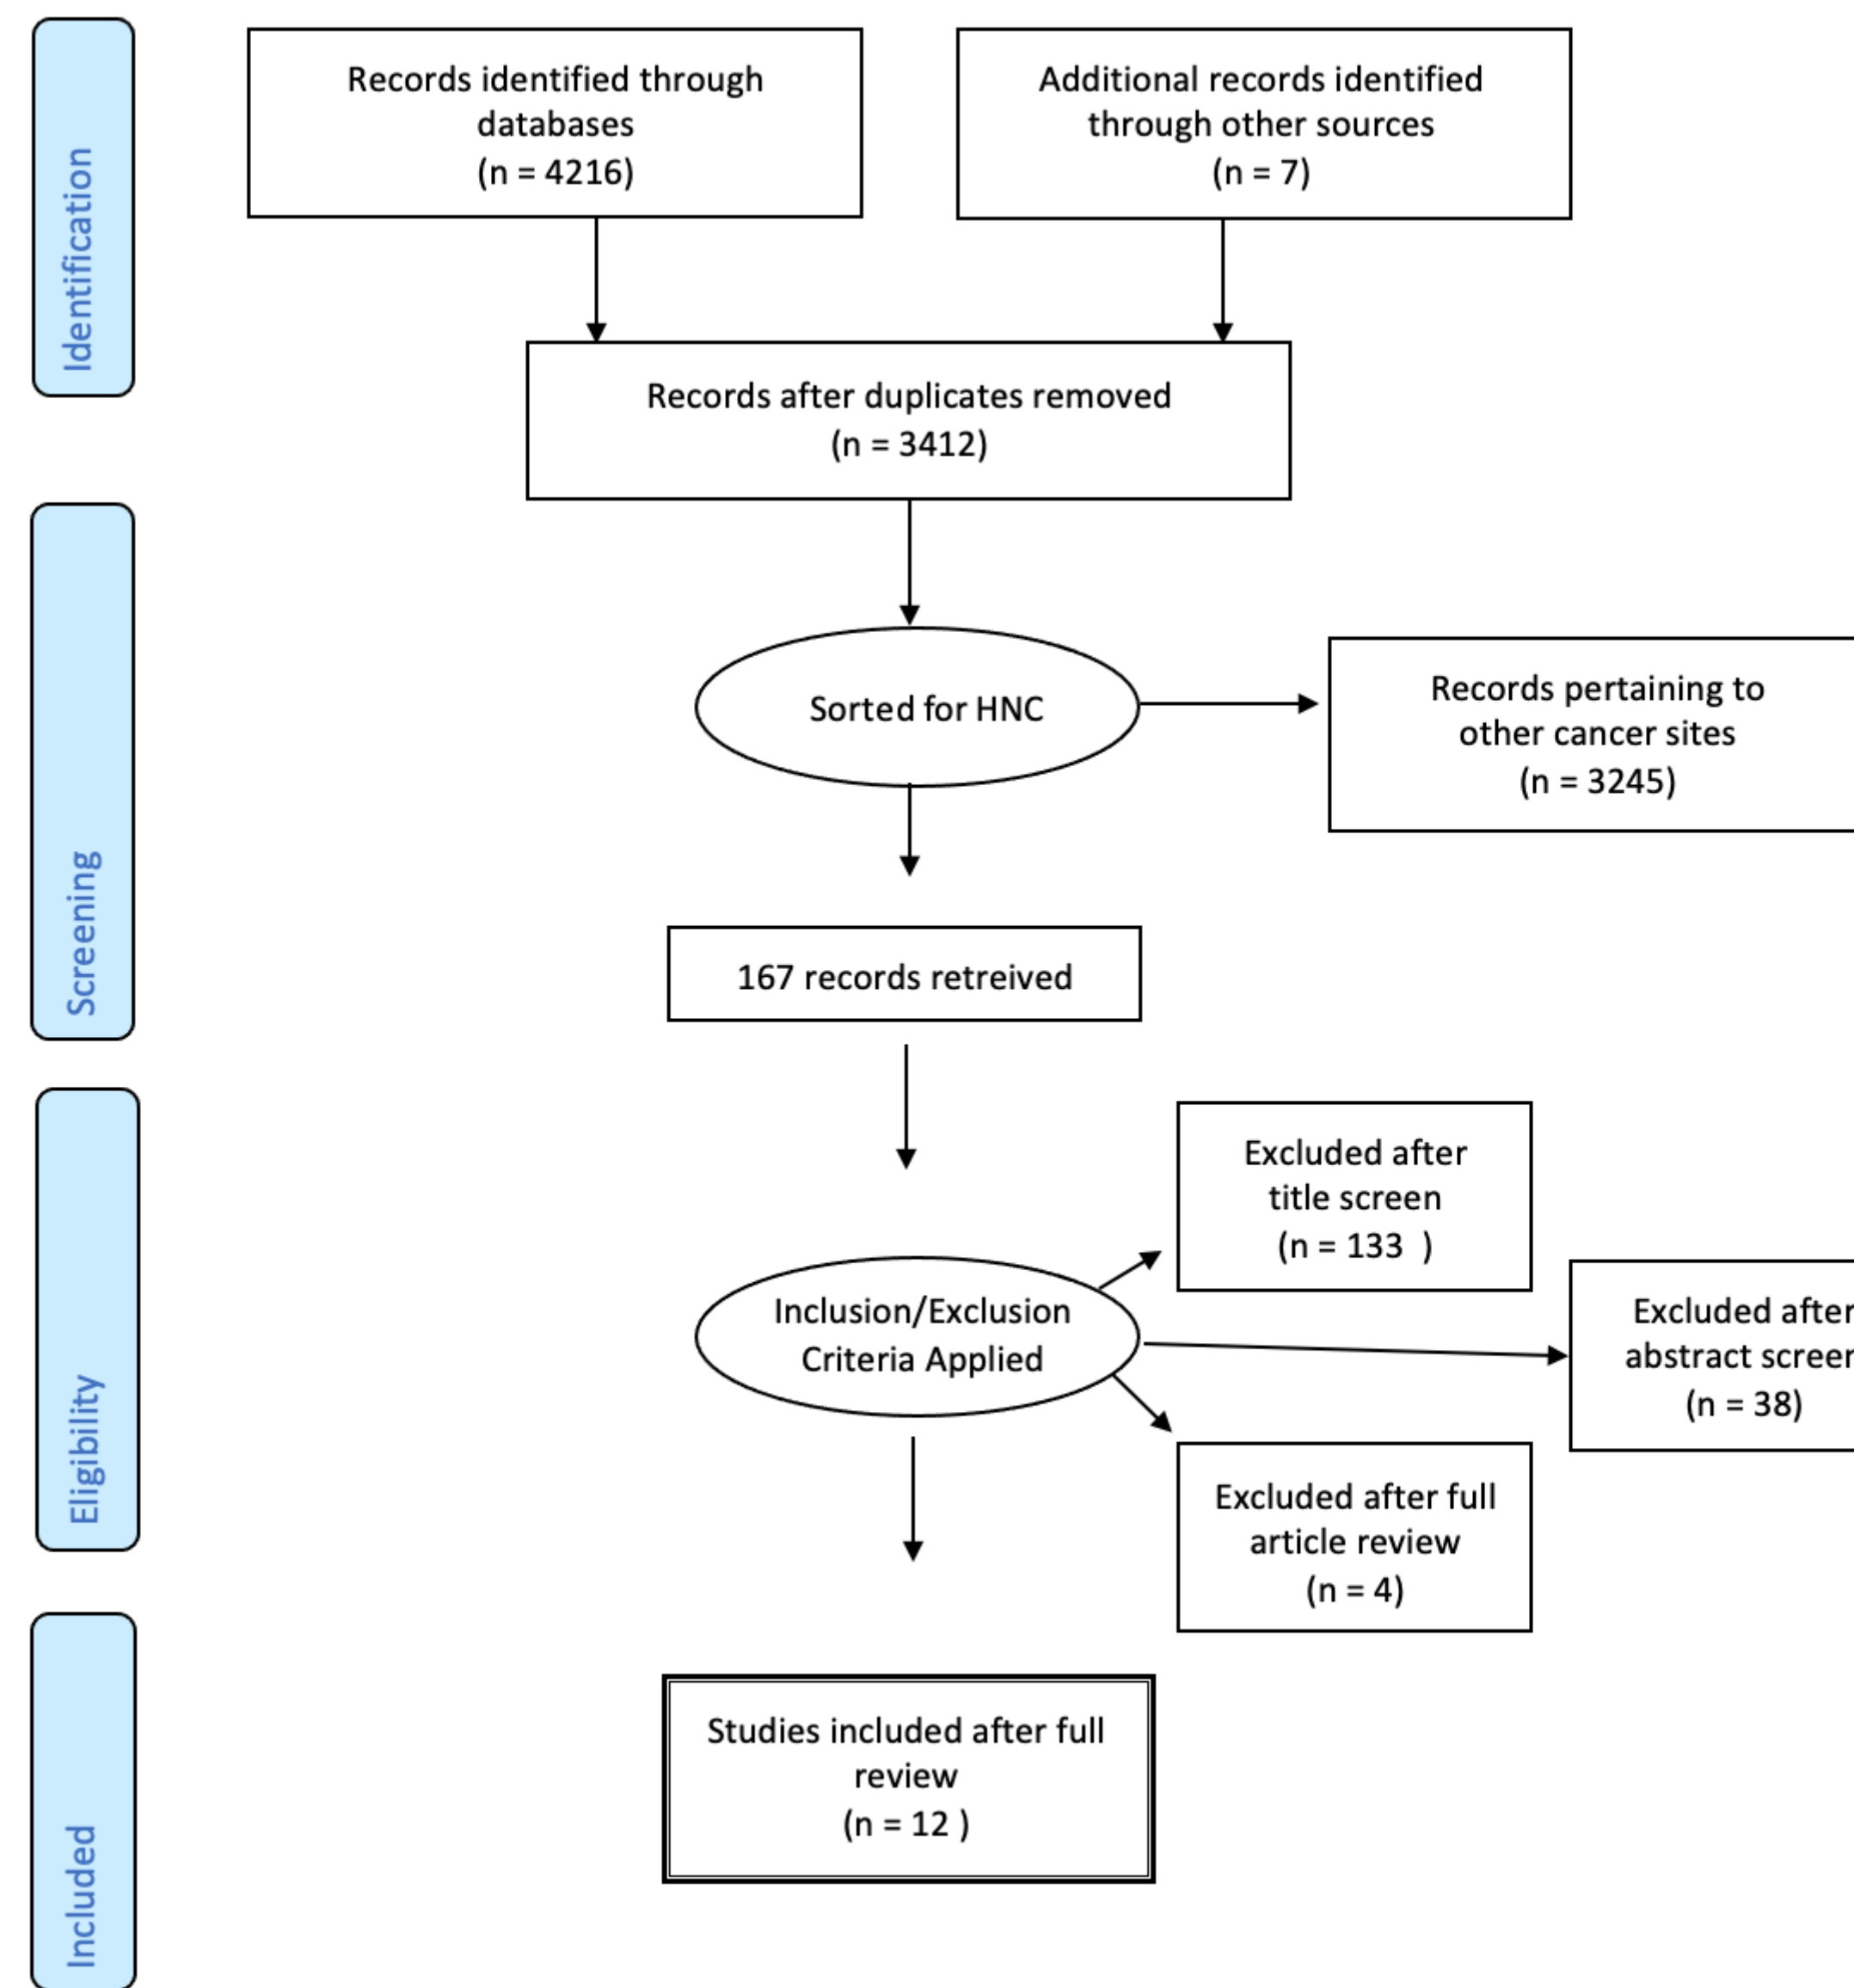 Identification
Records identified through
databases
(n = 4216)
Additional records identified
through other sources
(n = 7)
Records after duplicates removed
(n = 3412)
Screening
Sorted for HNC
Records pertaining to
other cancer sites
(n = 3245)
167 records retreived
Eligibility
Inclusion/Exclusion
Criteria Applied
Excluded after
title screen
(n = 133  )
Excluded after
abstract screen
(n = 38)
Excluded after full
article review
(n = 4)
Included
Studies included after full
review
(n = 12 )